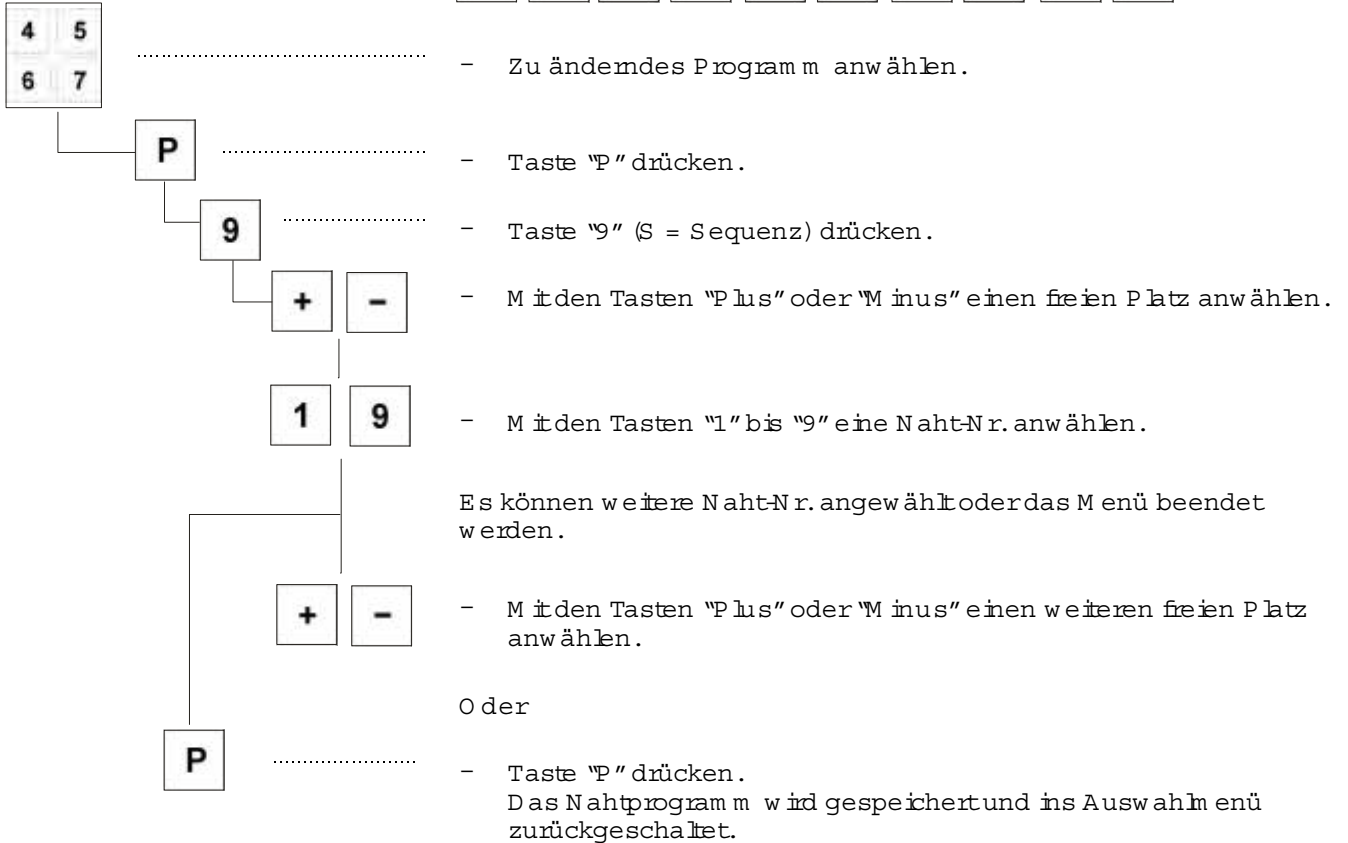 4 5
6 7
- Zu änderndes Programm anwählen.
P
- Taste "P" drücken.
9
- Taste "9" (S = Sequenz) drücken.
+ -
- Mit den Tasten "Plus" oder "Minus" einen freien Platz anwählen.
1 9
- Mit den Tasten "1" bis "9" eine Naht-Nr. anwählen.
Es können weitere Naht-Nr. angewählt oder das Menü beendet
werden.
+ -
- Mit den Tasten "Plus" oder "Minus" einen weiteren freien Platz
anwählen.
Oder
P
- Taste "P" drücken.
Das Nahtprogramm wird gespeichert und ins Auswahlmenü
zurückgeschaltet.